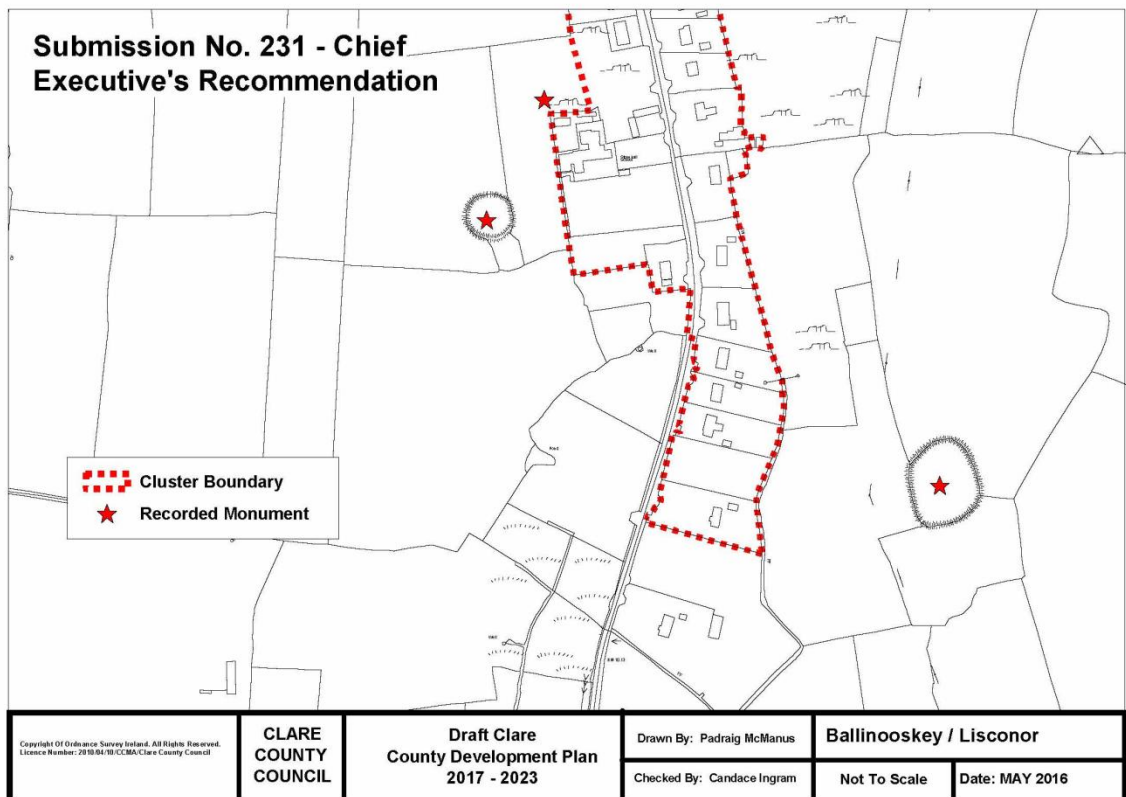 Submission No. 231 - Chief
Executive's Recommendation
Cluster Boundary
Recorded Monument
Copyright Of Ordnance Survey Ireland. All Rights Reserved.
Licence Number: 2010/04/10/CCMA/Clare County Council
CLARE
COUNTY
COUNCIL
Draft Clare
County Development Plan
2017 - 2023
Drawn By: Padraig McManus
Checked By: Candace Ingram
Ballinooskey / Lisconor
Not To Scale
Date: MAY 2016